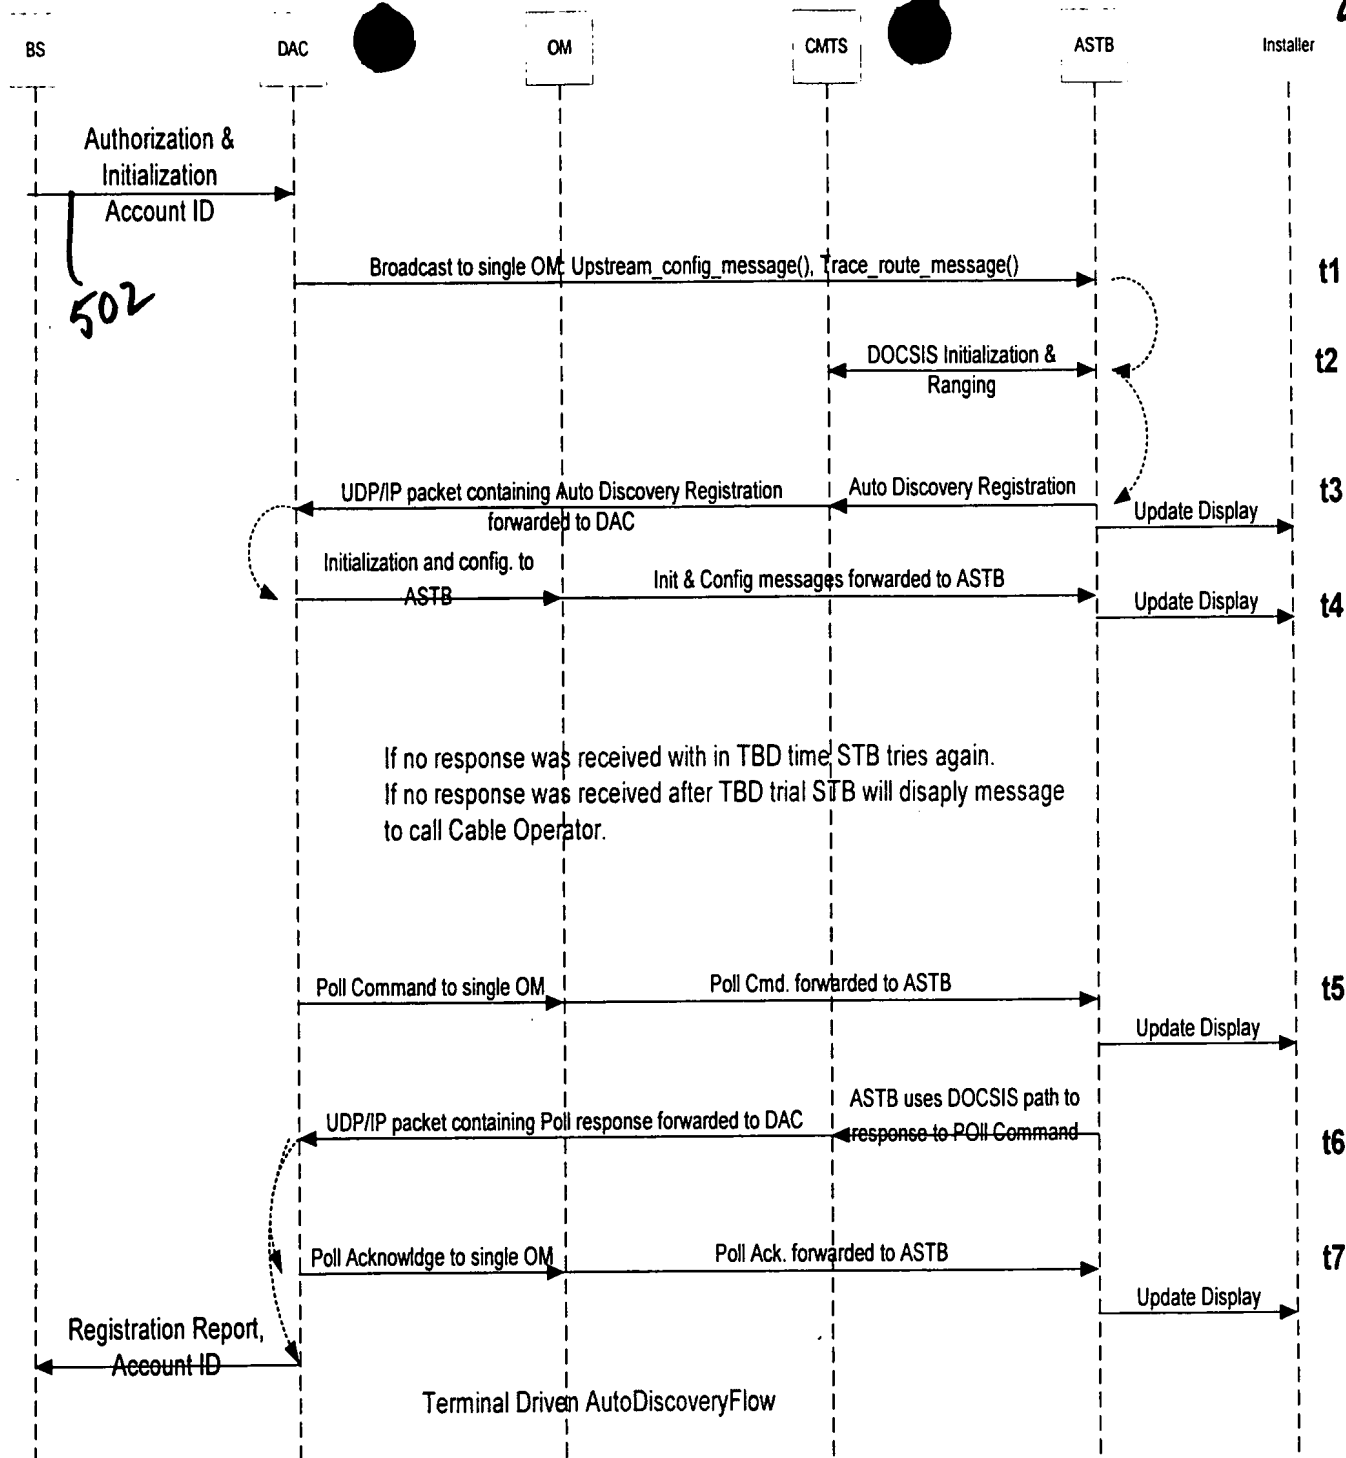 BS
DAC
OM
CMTS
ASTB
Installer
Authorization &
Initialization
Account ID
502
Broadcast to single OM: Upstream_config_message(), Trace_route_message()
t1
DOCSIS Initialization &
Ranging
t2
UDP/IP packet containing Auto Discovery Registration
forwarded to DAC
Auto Discovery Registration
t3
Update Display
Initialization and config. to
ASTB
Init & Config messages forwarded to ASTB
Update Display
t4
If no response was received with in TBD time STB tries again.
If no response was received after TBD trial STB will disaply message
to call Cable Operator.
Poll Command to single OM
Poll Cmd. forwarded to ASTB
t5
Update Display
UDP/IP packet containing Poll response forwarded to DAC
ASTB uses DOCSIS path to
response to POll Command
t6
Poll Acknowldge to single OM
Poll Ack. forwarded to ASTB
t7
Update Display
Registration Report,
Account ID
Terminal Driven AutoDiscoveryFlow